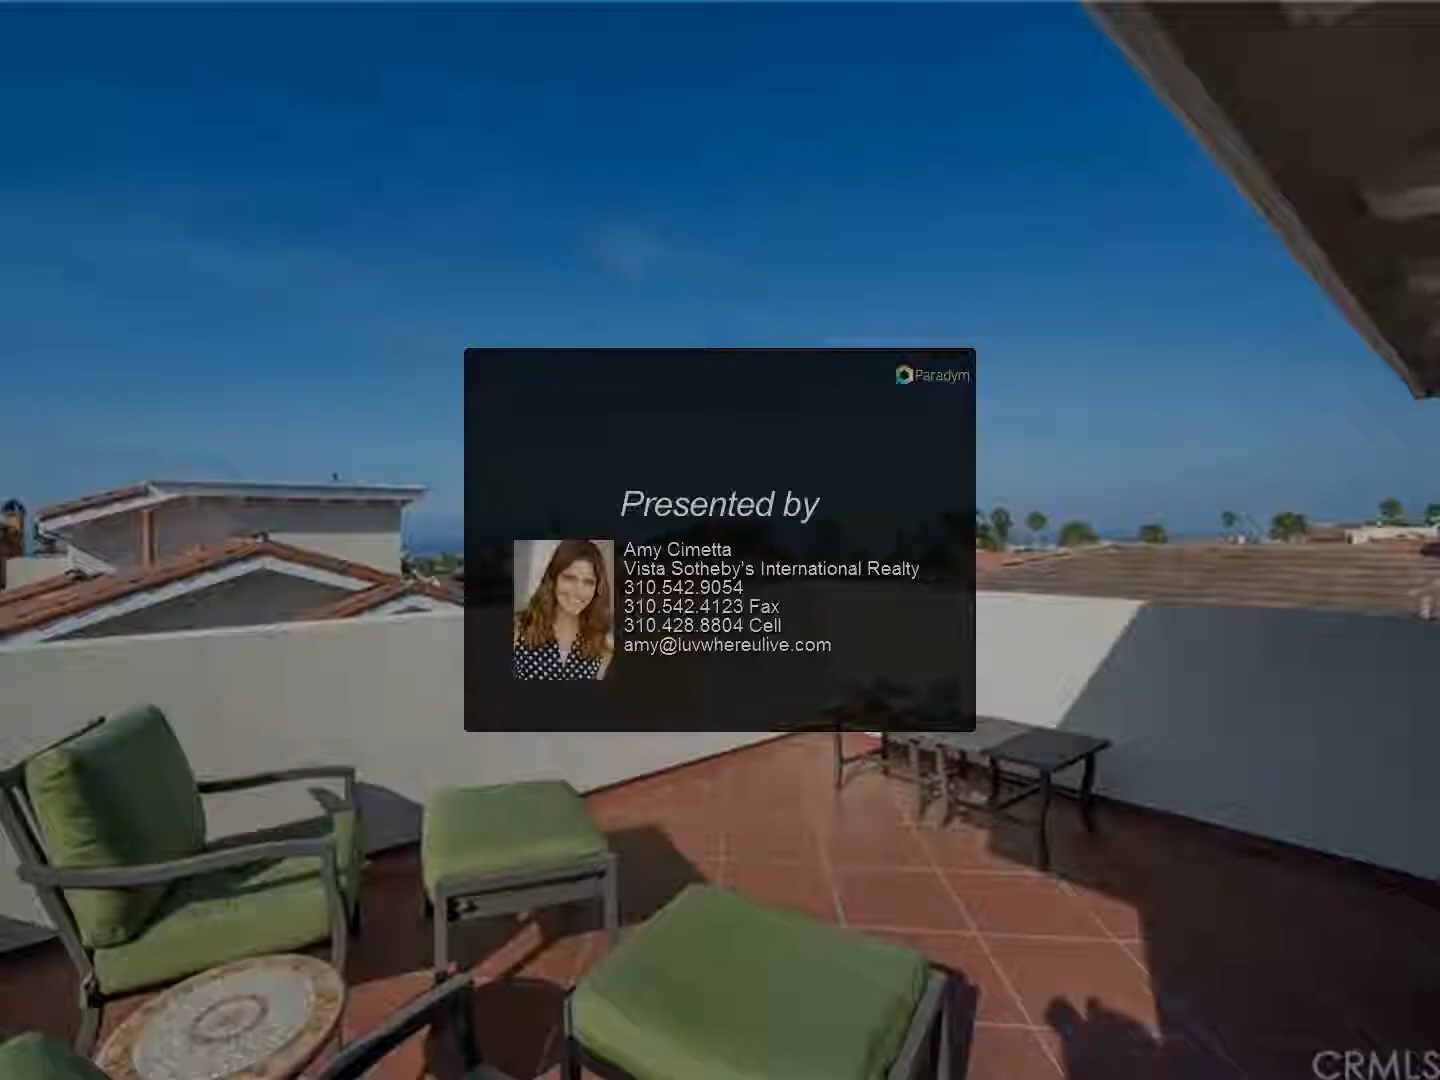 Paradym
Presented by
Amy Cimetta
Vista Sotheby's International Realty
310.542.9054
310.542.4123 Fax
310.428.8804 Cell
amy@luvwhereulive.com
CRMLS